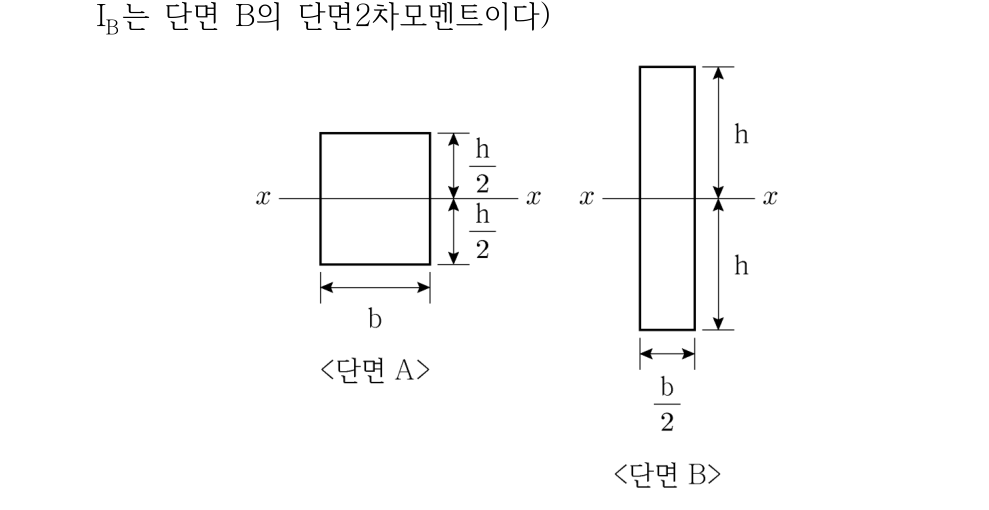 I_B는 단면 B의 단면2차모멘트이다)
h
x h/2 x x x
h/2
h
b
<단면 A>
b/2
<단면 B>